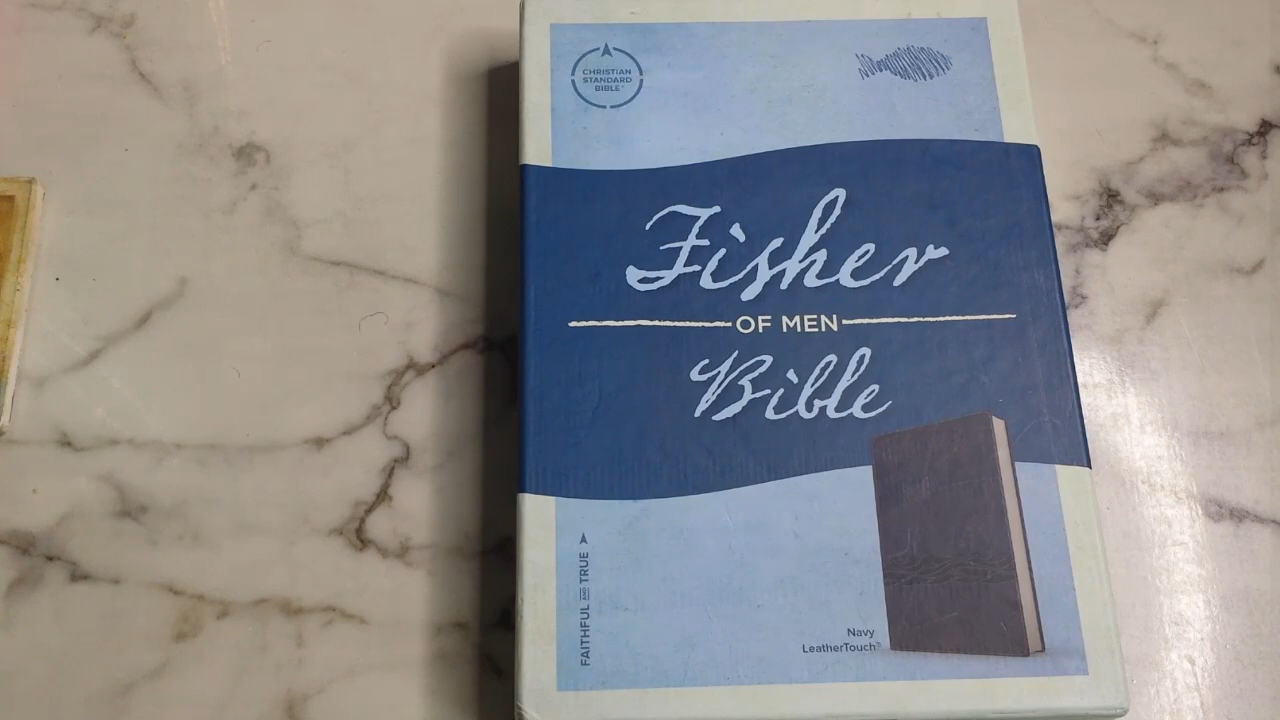 CHRISTIAN
STANDARD
BIBLE®
Fisher
OF MEN
Bible
FAITHFUL AND TRUE
Navy
LeatherTouch®